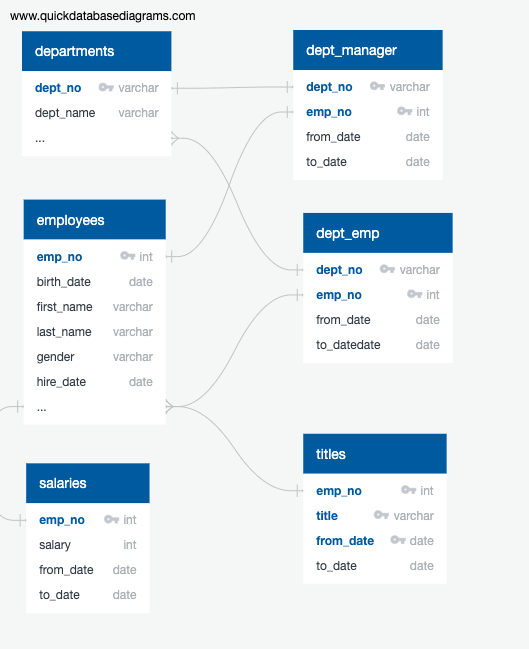 www.quickdatabasediagrams.com
departments
dept_no varchar
dept_name varchar
...
dept_manager
dept_no varchar
emp_no int
from_date date
to_date date
employees
emp_no int
birth_date date
first_name varchar
last_name varchar
gender varchar
hire_date date
...
dept_emp
dept_no varchar
emp_no int
from_date date
to_datedate date
salaries
emp_no int
salary int
from_date date
to_date date
titles
emp_no int
title varchar
from_date date
to_date date